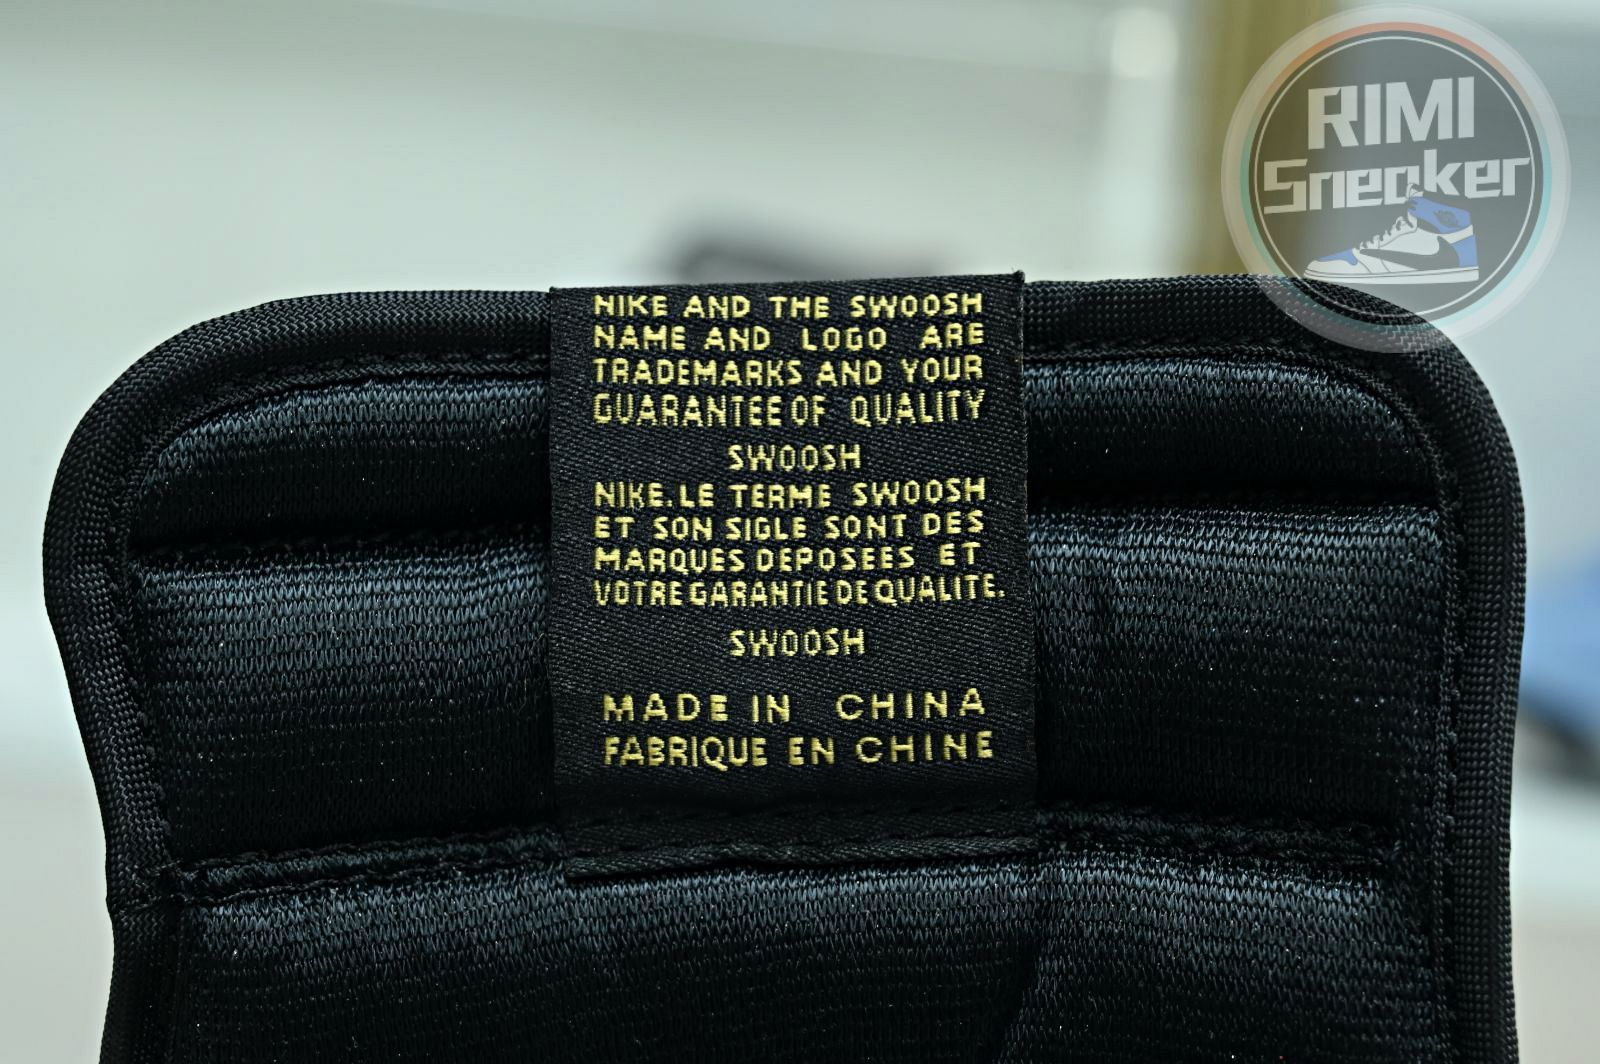 RIMI
Sneaker
NIKE AND THE SWOOSH
NAME AND LOGO ARE
TRADEMARKS AND YOUR
GUARANTEE OF QUALITY
SWOOSH
NIKE.LE TERME SWOOSH
ET SON SIGLE SONT DES
MARQUES DEPOSEES ET
VOTRE GARANTIE DE QUALITE.
SWOOSH
MADE IN CHINA
FABRIQUE EN CHINE